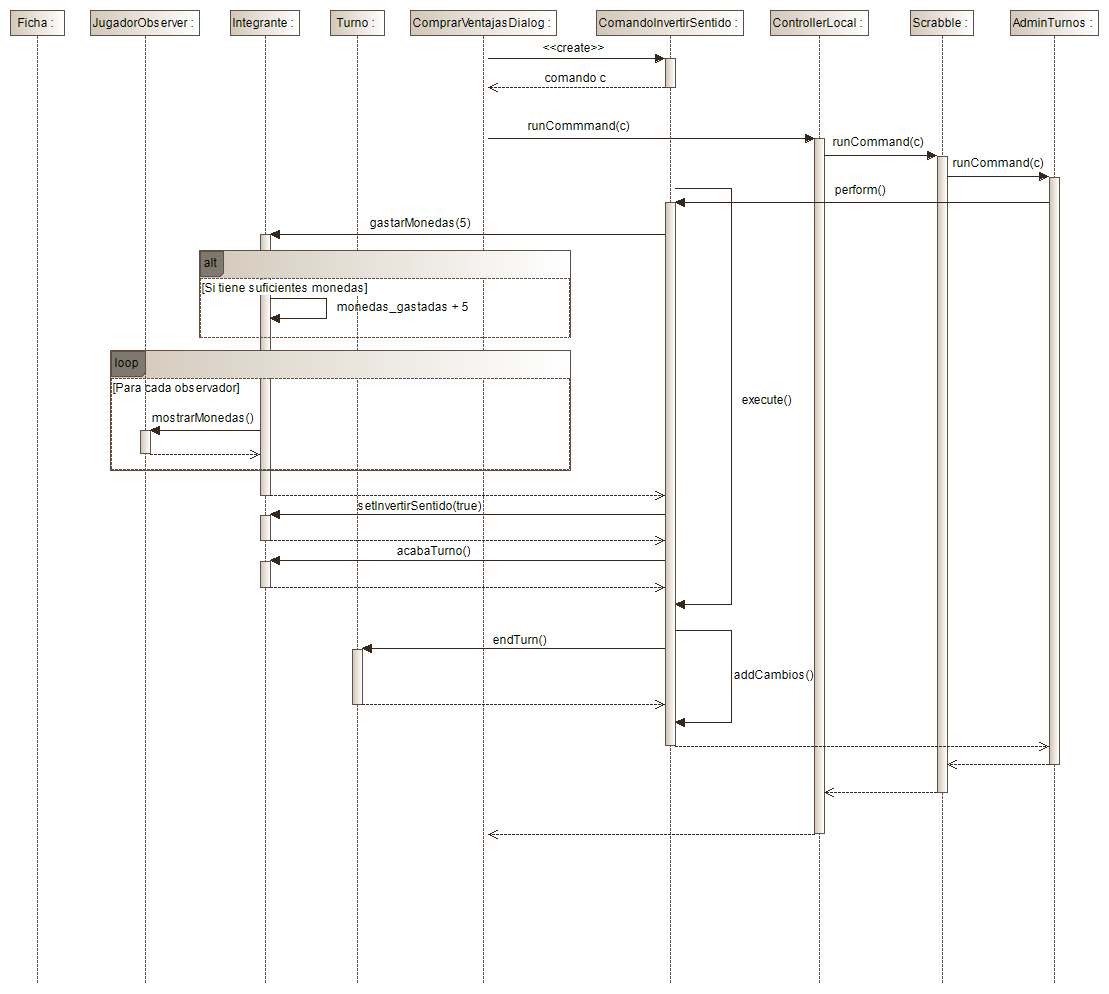 Ficha :
JugadorObserver :
Integrante :
Turno :
ComprarVentajasDialog :
ComandoInvertirSentido :
ControllerLocal :
Scrabble :
AdminTurnos :
<<create>>
comando c
runCommmand(c)
runCommand(c)
runCommand(c)
perform()
gastarMonedas(5)
alt
[Si tiene suficientes monedas]
monedas_gastadas + 5
loop
[Para cada observador]
execute()
mostrarMonedas()
setInvertirSentido(true)
acabaTurno()
endTurn()
addCambios()